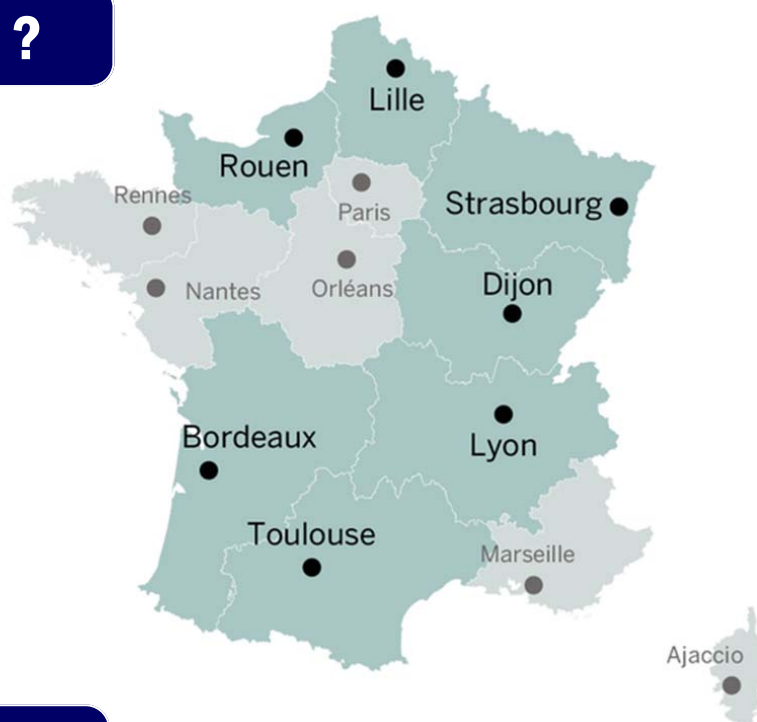 ?
Lille
Rouen
Rennes
Paris
Strasbourg
Nantes
Orléans
Dijon
Bordeaux
Lyon
Toulouse
Marseille
Ajaccio